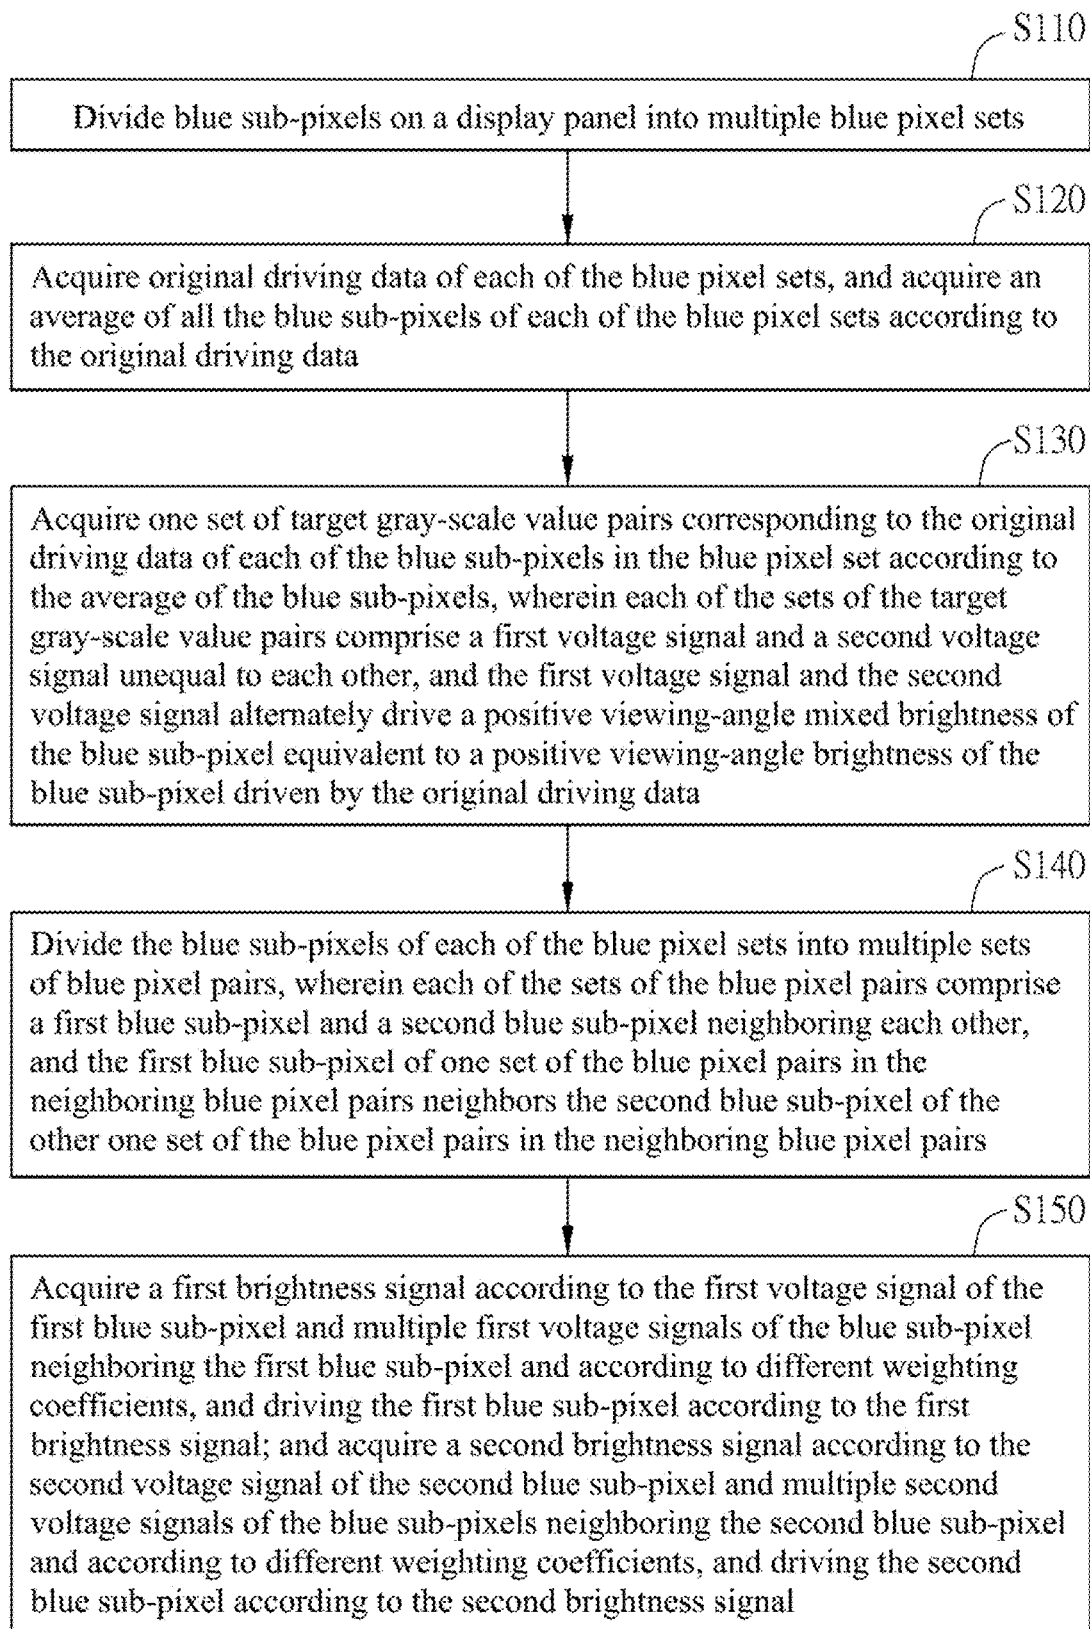 S110
Divide blue sub-pixels on a display panel into multiple blue pixel sets
S120
Acquire original driving data of each of the blue pixel sets, and acquire an
average of all the blue sub-pixels of each of the blue pixel sets according to
the original driving data
S130
Acquire one set of target gray-scale value pairs corresponding to the original
driving data of each of the blue sub-pixels in the blue pixel set according to
the average of the blue sub-pixels, wherein each of the sets of the target
gray-scale value pairs comprise a first voltage signal and a second voltage
signal unequal to each other, and the first voltage signal and the second
voltage signal alternately drive a positive viewing-angle mixed brightness of
the blue sub-pixel equivalent to a positive viewing-angle brightness of the
blue sub-pixel driven by the original driving data
S140
Divide the blue sub-pixels of each of the blue pixel sets into multiple sets
of blue pixel pairs, wherein each of the sets of the blue pixel pairs comprise
a first blue sub-pixel and a second blue sub-pixel neighboring each other,
and the first blue sub-pixel of one set of the blue pixel pairs in the
neighboring blue pixel pairs neighbors the second blue sub-pixel of the
other one set of the blue pixel pairs in the neighboring blue pixel pairs
S150
Acquire a first brightness signal according to the first voltage signal of the
first blue sub-pixel and multiple first voltage signals of the blue sub-pixel
neighboring the first blue sub-pixel and according to different weighting
coefficients, and driving the first blue sub-pixel according to the first
brightness signal; and acquire a second brightness signal according to the
second voltage signal of the second blue sub-pixel and multiple second
voltage signals of the blue sub-pixels neighboring the second blue sub-pixel
and according to different weighting coefficients, and driving the second
blue sub-pixel according to the second brightness signal